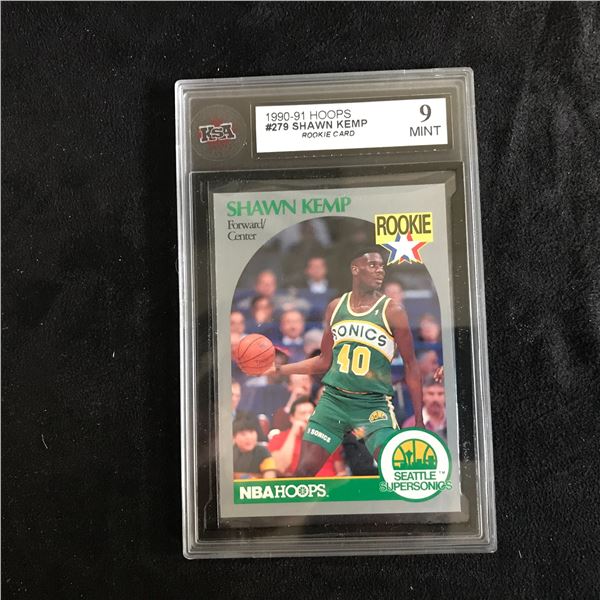 KSA
1990-91 HOOPS
#279 SHAWN KEMP
ROOKIE CARD
9
MINT
SHAWN KEMP
Forward/
Center
ROOKIE
SONICS
40
SONICS
NBA HOOPS
SEATTLE TM
SUPERSONICS